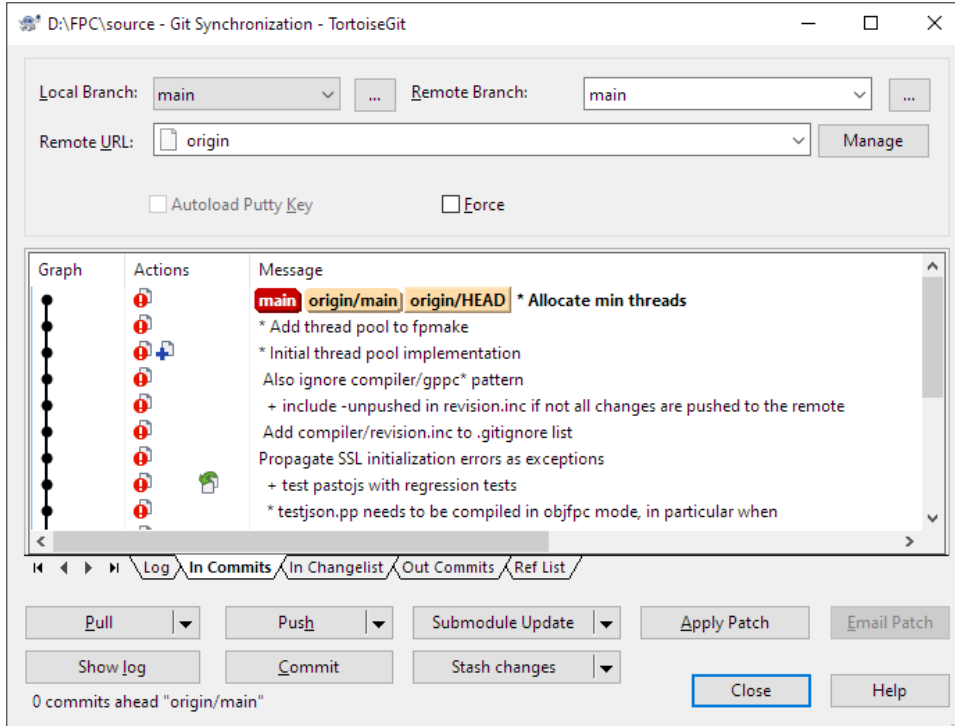 D:\FPC\source - Git Synchronization - TortoiseGit
Local Branch: main ... Remote Branch: main ...
Remote URL: origin Manage
Autoload Putty Key Force
Graph Actions Message
main origin/main origin/HEAD * Allocate min threads
* Add thread pool to fpmake
* Initial thread pool implementation
Also ignore compiler/gppc* pattern
+ include -unpushed in revision.inc if not all changes are pushed to the remote
Add compiler/revision.inc to .gitignore list
Propagate SSL initialization errors as exceptions
+ test pastojs with regression tests
* testjson.pp needs to be compiled in objfpc mode, in particular when
Log In Commits In Changelist Out Commits Ref List
Pull Push Submodule Update Apply Patch Email Patch
Show log Commit Stash changes
Close Help
0 commits ahead "origin/main"